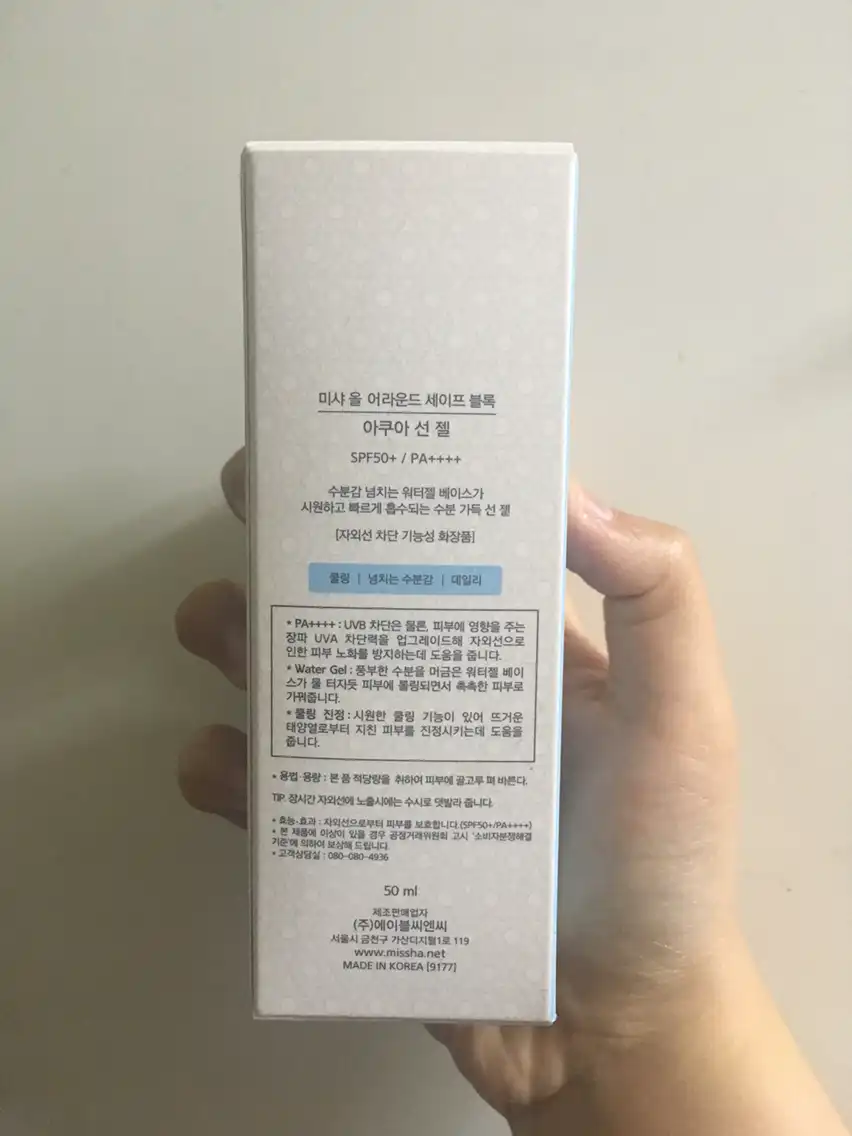 미샤 올 어라운드 세이프 블록
아쿠아 선 젤
SPF50+ / PA++++
수분감 넘치는 워터젤 베이스가
시원하고 빠르게 흡수되는 수분 가득 선 젤
[자외선 차단 기능성 화장품]
쿨링 | 넘치는 수분감 | 데일리
* PA++++ : UVB 차단은 물론, 피부에 영향을 주는
장파 UVA 차단력을 업그레이드해 자외선으로
인한 피부 노화를 방지하는데 도움을 줍니다.
* Water Gel : 풍부한 수분을 머금은 워터젤 베이
스가 물 터지듯 피부에 롤링되면서 촉촉한 피부로
가꿔줍니다.
* 쿨링 진정 : 시원한 쿨링 기능이 있어 뜨거운
태양열로부터 지친 피부를 진정시키는데 도움을
줍니다.
* 용법·용량 : 본 품 적당량을 취하여 피부에 골고루 펴 바른다.
TIP. 장시간 자외선에 노출시에는 수시로 덧발라 줍니다.
* 효능·효과 : 자외선으로부터 피부를 보호합니다.(SPF50+/PA++++)
* 본 제품에 이상이 있을 경우 공정거래위원회 고시 '소비자분쟁해결
기준'에 의하여 보상해 드립니다.
* 고객상담실 : 080-080-4936
50 ml
제조판매업자
(주)에이블씨엔씨
서울시 금천구 가산디지털1로 119
www.missha.net
MADE IN KOREA [9177]